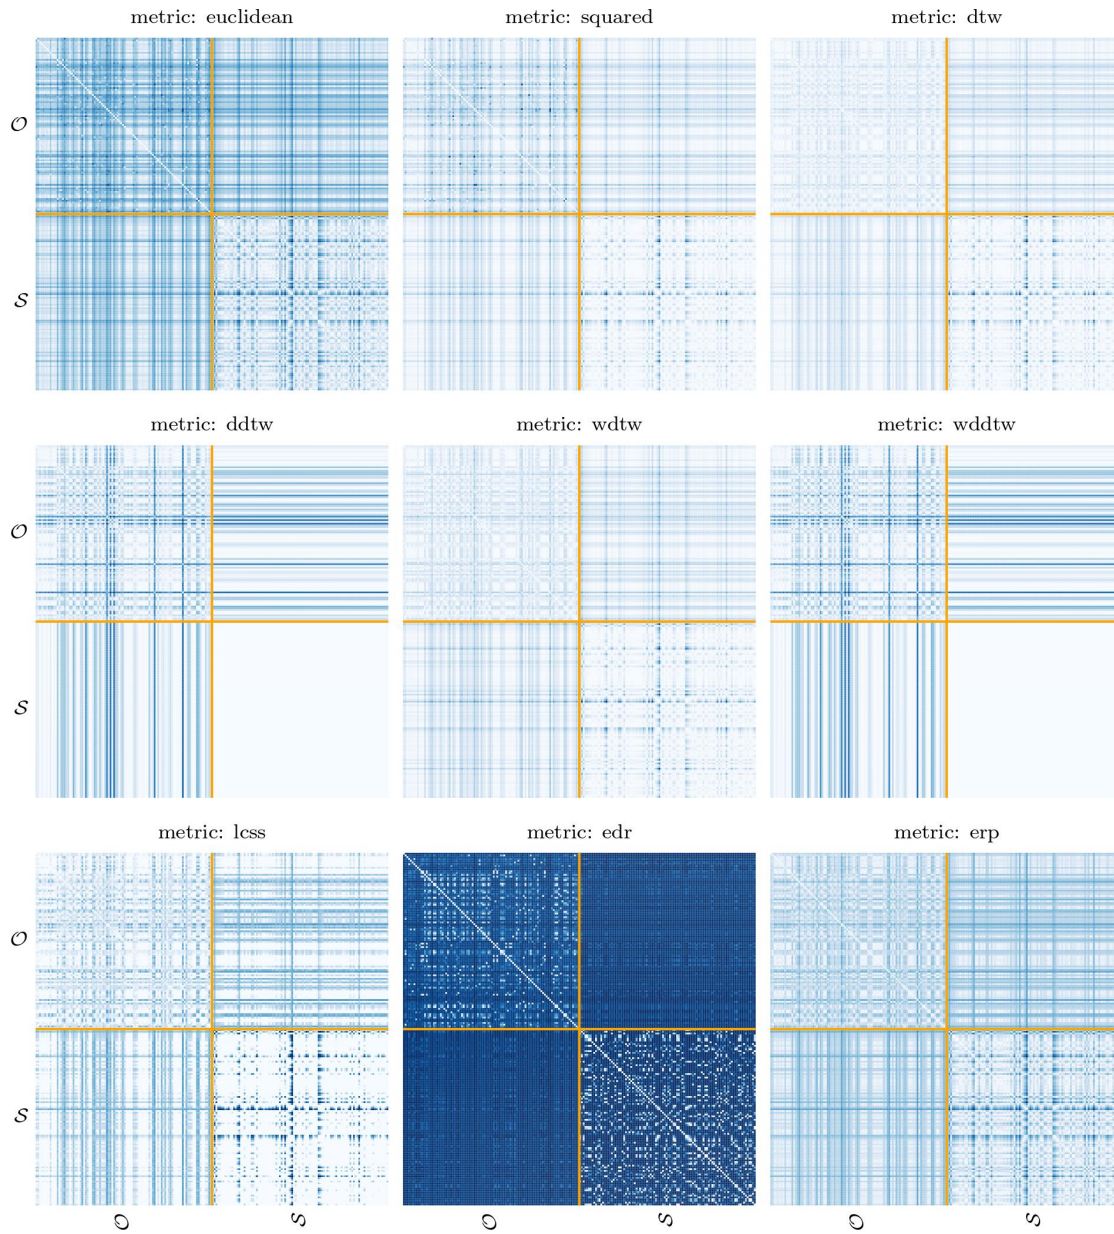 metric: euclidean metric: squared metric: dtw
𝒪
𝒮
metric: ddtw metric: wdtw metric: wddtw
𝒪
𝒮
metric: lcss metric: edr metric: erp
𝒪
𝒮
𝒪 𝒮 𝒪 𝒮 𝒪 𝒮